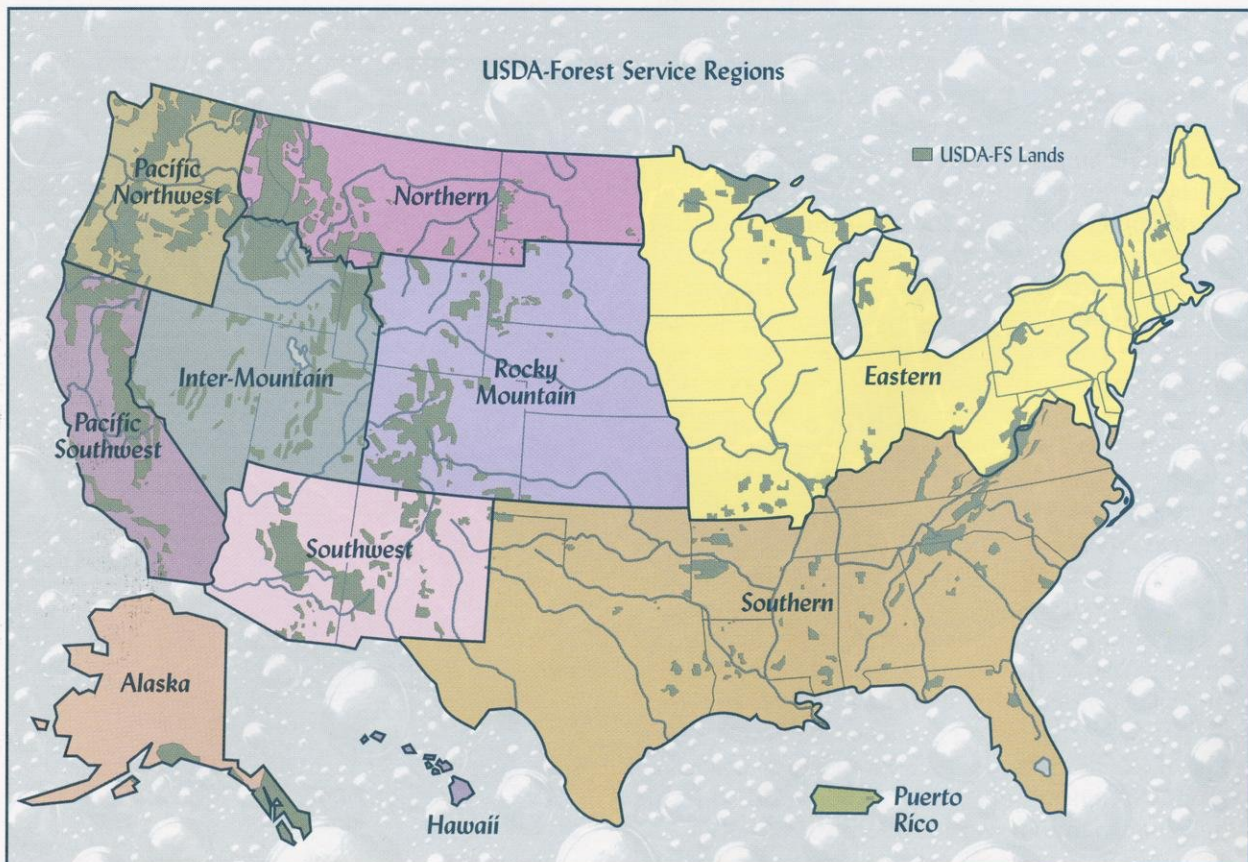 USDA-Forest Service Regions
USDA-FS Lands
Pacific
Northwest
Northern
Inter-Mountain
Rocky
Mountain
Eastern
Pacific
Southwest
Southwest
Southern
Alaska
Hawaii
Puerto
Rico